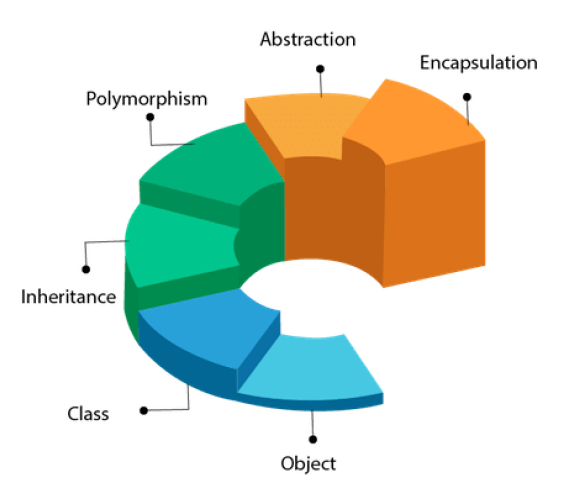 Abstraction
Encapsulation
Polymorphism
Inheritance
Class
Object